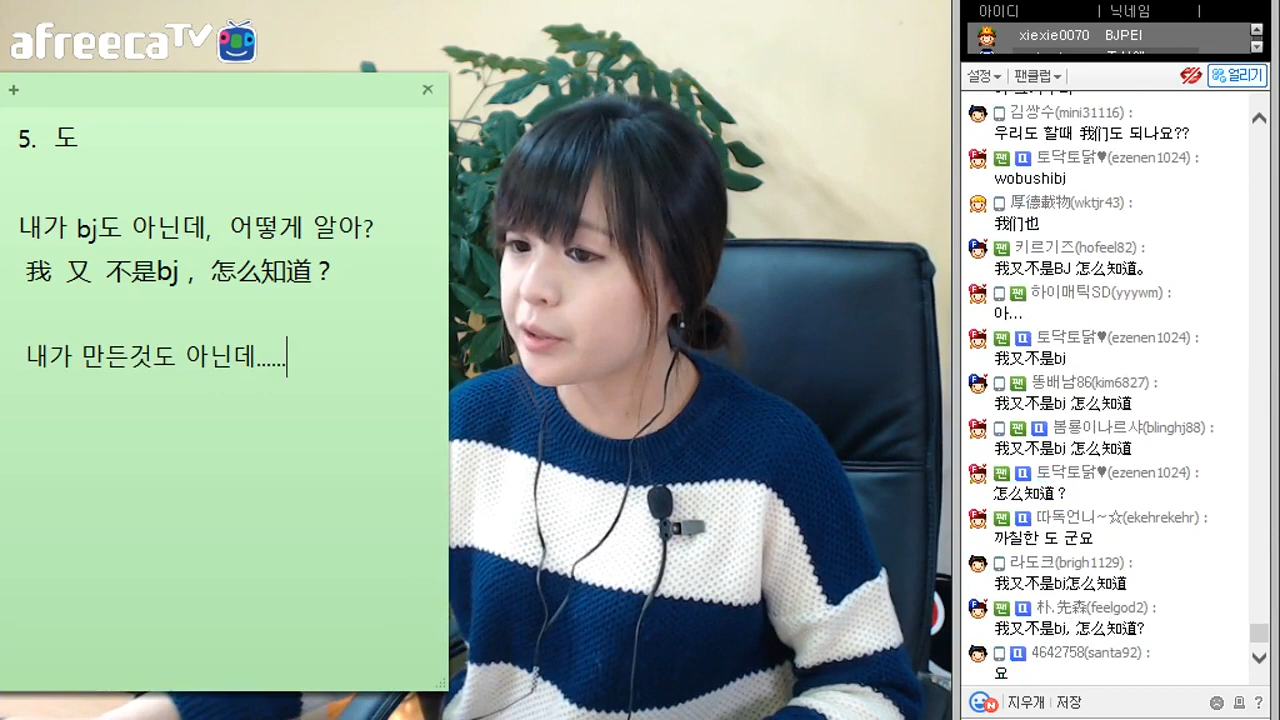 afreecaTV
5. 도
내가 bj도 아닌데, 어떻게 알아?
我 又 不是bj , 怎么知道 ?
내가 만든것도 아닌데......
아이디 | 닉네임 |
xiexie0070 BJPEI
설정 | 팬클럽 | 얼리기
김쌍수(mini31116) :
우리도 할때 我们도 되나요??
팬 토닥토닭♥(ezenen1024) :
wobushibj
厚德載物(wktjr43) :
我们也
팬 키르기즈(hofeel82) :
我又不是BJ 怎么知道。
팬 하이매틱SD(yyywm) :
아...
팬 토닥토닭♥(ezenen1024) :
我又不是bj
팬 똥배남86(kim6827) :
我又不是bj 怎么知道
팬 봄룡이나르샤(blinghj88) :
我又不是bj 怎么知道
팬 토닥토닭♥(ezenen1024) :
怎么知道 ?
팬 따독언니~☆(ekehrekehr) :
까칠한 도 군요
라도크(brigh1129) :
我又不是bj怎么知道
팬 朴.先森(feelgod2) :
我又不是bj, 怎么知道?
4642758(santa92) :
요
지우개 | 저장